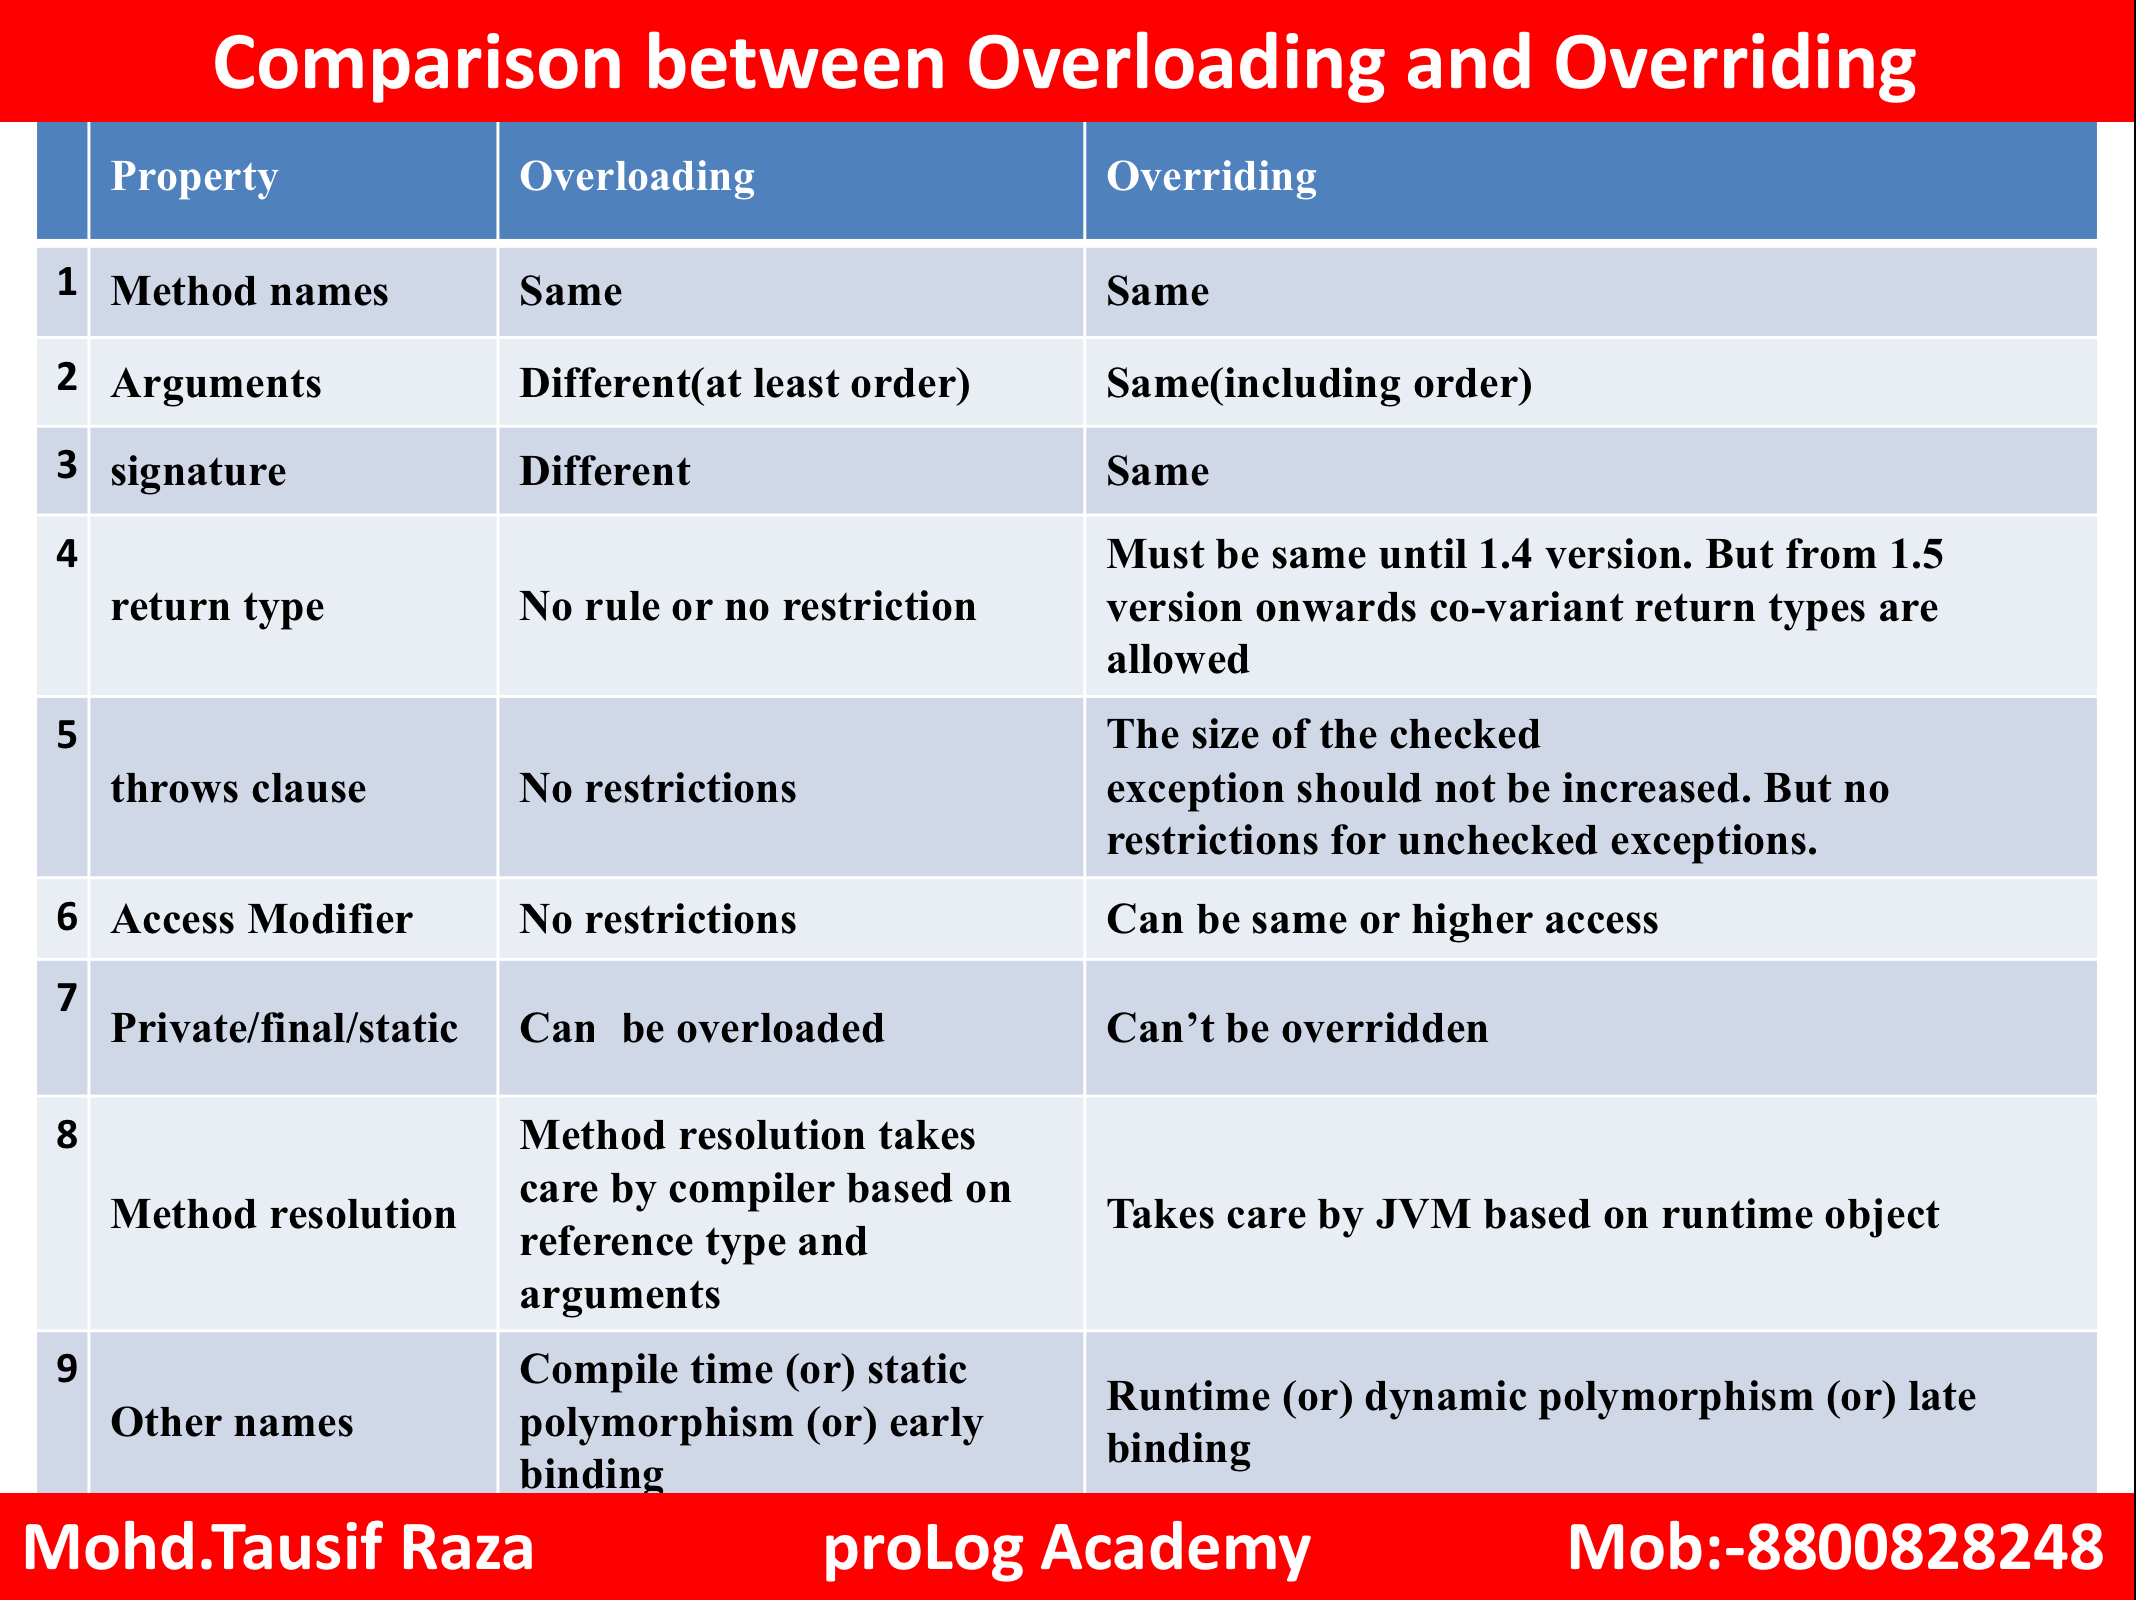 Comparison between Overloading and Overriding
Property Overloading Overriding
1 Method names Same Same
2 Arguments Different(at least order) Same(including order)
3 signature Different Same
4 return type No rule or no restriction Must be same until 1.4 version. But from 1.5
version onwards co-variant return types are
allowed
5 throws clause No restrictions The size of the checked
exception should not be increased. But no
restrictions for unchecked exceptions.
6 Access Modifier No restrictions Can be same or higher access
7 Private/final/static Can be overloaded Can’t be overridden
8 Method resolution Method resolution takes
care by compiler based on
reference type and
arguments
Takes care by JVM based on runtime object
9 Other names Compile time (or) static
polymorphism (or) early
binding
Runtime (or) dynamic polymorphism (or) late
binding
Mohd.Tausif Raza proLog Academy Mob:-8800828248